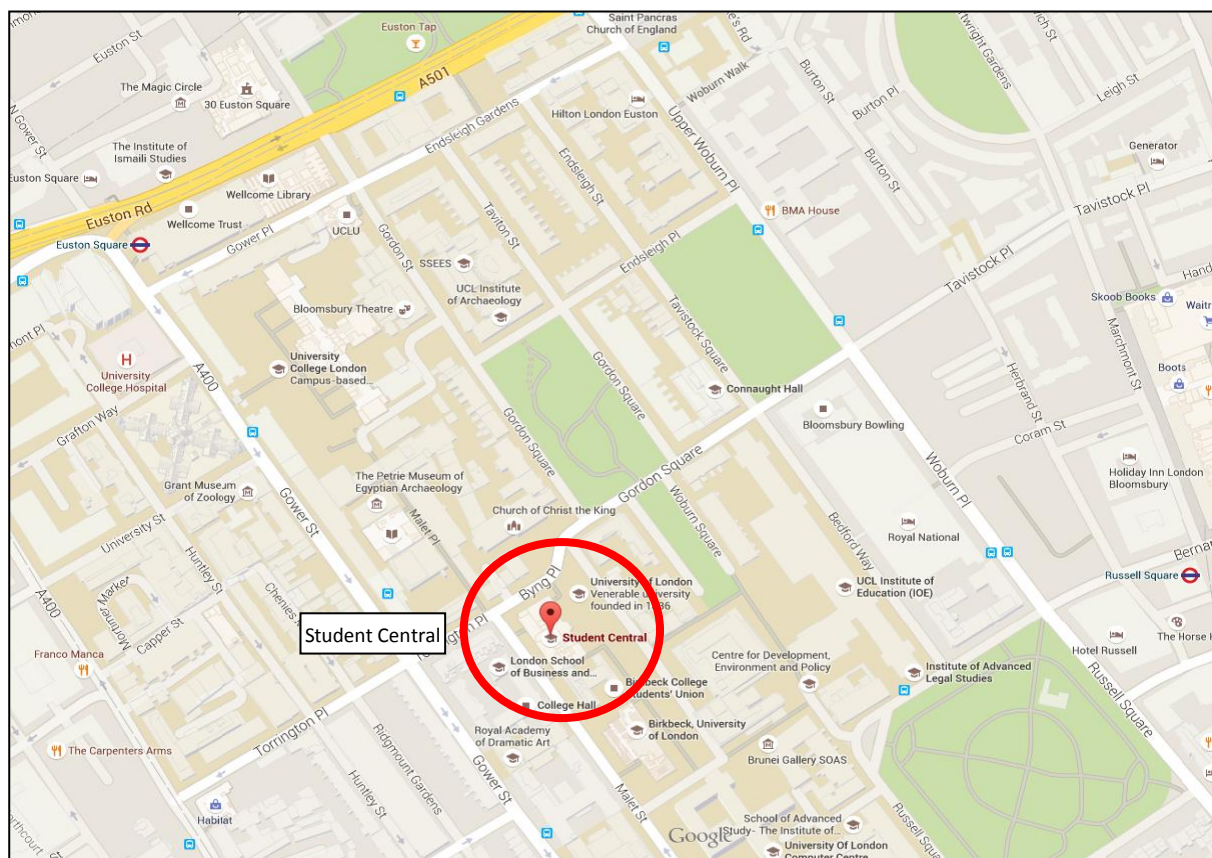 Euston St
Euston Tap
Saint Pancras
Church of England
Cartwright Gardens
Leigh St
The Magic Circle
30 Euston Square
A501
Woburn Walk
Burton St
Burton Pl
N Gower St
Hilton London Euston
Upper Woburn Pl
Endsleigh Gardens
The Institute of
Ismaili Studies
Euston Square
Wellcome Library
Endsleigh St
Burton St
Generator
Tavistock Pl
Euston Rd
Wellcome Trust
UCLU
BMA House
Euston Square
Gower Pl
Gordon St
Taviton St
Endsleigh Pl
SSEES
UCL Institute
of Archaeology
Tavistock Pl
Skoob Books
Bloomsbury Theatre
Tavistock Square
Marchmont St
University
College Hospital
A400
University
College London
Campus-based...
Gordon Square
Connaught Hall
Herbrand St
Boots
Grafton Way
Gordon Square
Bloomsbury Bowling
Coram St
Grant Museum
of Zoology
The Petrie Museum of
Egyptian Archaeology
Gordon Square
Woburn Pl
Holiday Inn London
Bloomsbury
Gower St
Malet Pl
Church of Christ the King
Woburn Square
Bedford Way
Royal National
University St
Huntley St
Mortimer Market
Capper St
A400
Byng Pl
University of London
Venerable university
founded in 1836
UCL Institute of
Education (IOE)
Russell Square
Student Central
Student Central
Franco Manca
London School
of Business and...
Centre for Development,
Environment and Policy
Hotel Russell
Institute of Advanced
Legal Studies
Birkbeck College
Students' Union
College Hall
Torrington Pl
Royal Academy
of Dramatic Art
Birkbeck, University
of London
Russell Square
The Carpenters Arms
Ridgmount Gardens
Huntley St
Gower St
Brunei Gallery SOAS
Habitat
Malet St
Russell Square
School of Advanced
Study- The Institute of...
Google
University Of London
Computer Centre